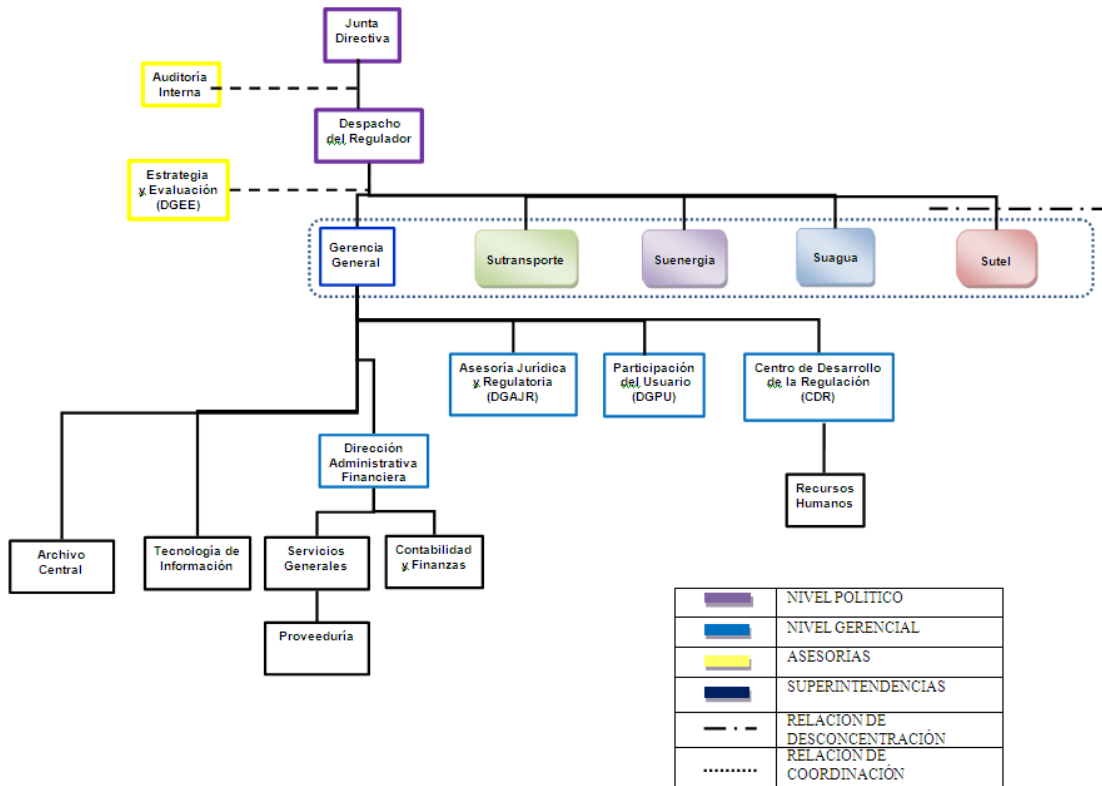 Junta
Directiva
Auditoría
Interna
Despacho
del Regulador
Estrategia
y Evaluación
(DGEE)
Gerencia
General
Sutransporte
Suenergia
Suagua
Sutel
Asesoría Jurídica
y Regulatoria
(DGAJR)
Participación
del Usuario
(DGPU)
Centro de Desarrollo
de la Regulación
(CDR)
Dirección
Administrativa
Financiera
Recursos
Humanos
Archivo
Central
Tecnología de
Información
Servicios
Generales
Contabilidad
y Finanzas
Proveeduría
NIVEL POLITICO
NIVEL GERENCIAL
ASESORIAS
SUPERINTENDENCIAS
RELACION DE
DESCONCENTRACIÓN
RELACION DE
COORDINACIÓN